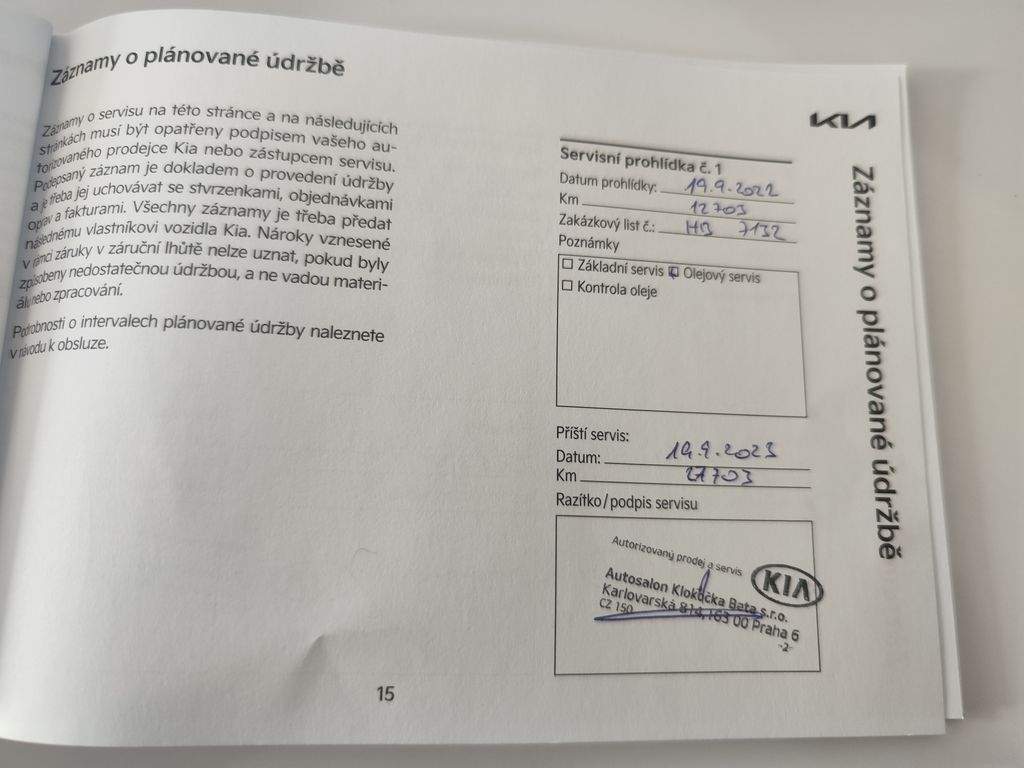 Záznamy o plánované údržbě
Záznamy o servisu na této stránce a na následujících
stránkách musí být opatřeny podpisem vašeho au-
torizovaného prodejce Kia nebo zástupcem servisu.
Podepsaný záznam je dokladem o provedení údržby
a je třeba jej uchovávat se stvrzenkami, objednávkami
oprav a fakturami. Všechny záznamy je třeba předat
následnému vlastníkovi vozidla Kia. Nároky vznesené
v rámci záruky v záruční lhůtě nelze uznat, pokud byly
způsobeny nedostatečnou údržbou, a ne vadou materi-
álu nebo zpracování.
Podrobnosti o intervalech plánované údržby naleznete
v návodu k obsluze.
15
KIA
Servisní prohlídka č. 1
Datum prohlídky: 19.9.2022
Km 12703
Zakázkový list č.: HB 7132
Poznámky
Základní servis Olejový servis
Kontrola oleje
Příští servis:
Datum: 19.9.2023
Km 27703
Razítko/podpis servisu
Autorizovaný prodej a servis
KIA
Autosalon Klokočka Bata s.r.o.
Karlovarská 814, 163 00 Praha 6
CZ 150
-2-
Záznamy o plánované údržbě